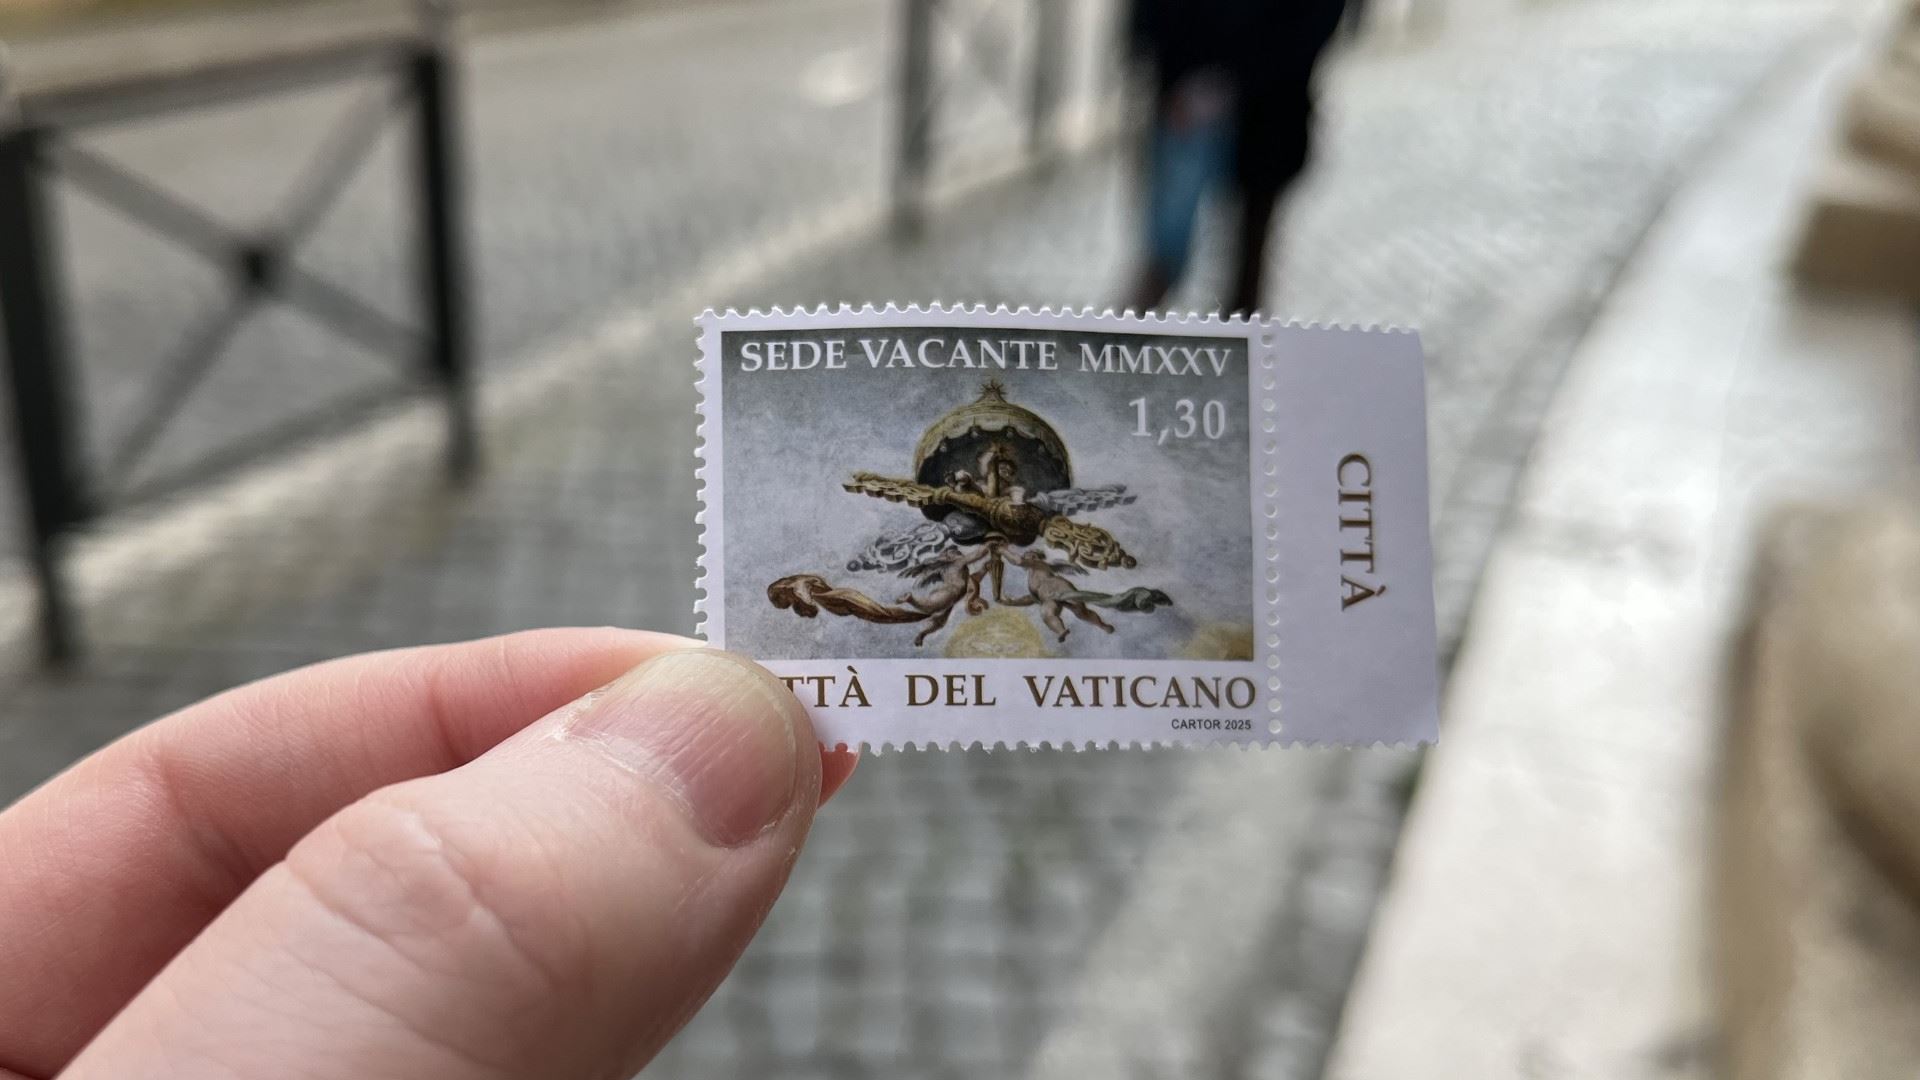 SEDE VACANTE MMXXV
1,30
TTÀ DEL VATICANO
CARTOR 2025
CITTÀ